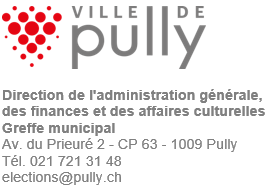 VILLE DE
pully
Direction de l'administration générale,
des finances et des affaires culturelles
Greffe municipal
Av. du Prieuré 2 - CP 63 - 1009 Pully
Tél. 021 721 31 48
elections@pully.ch